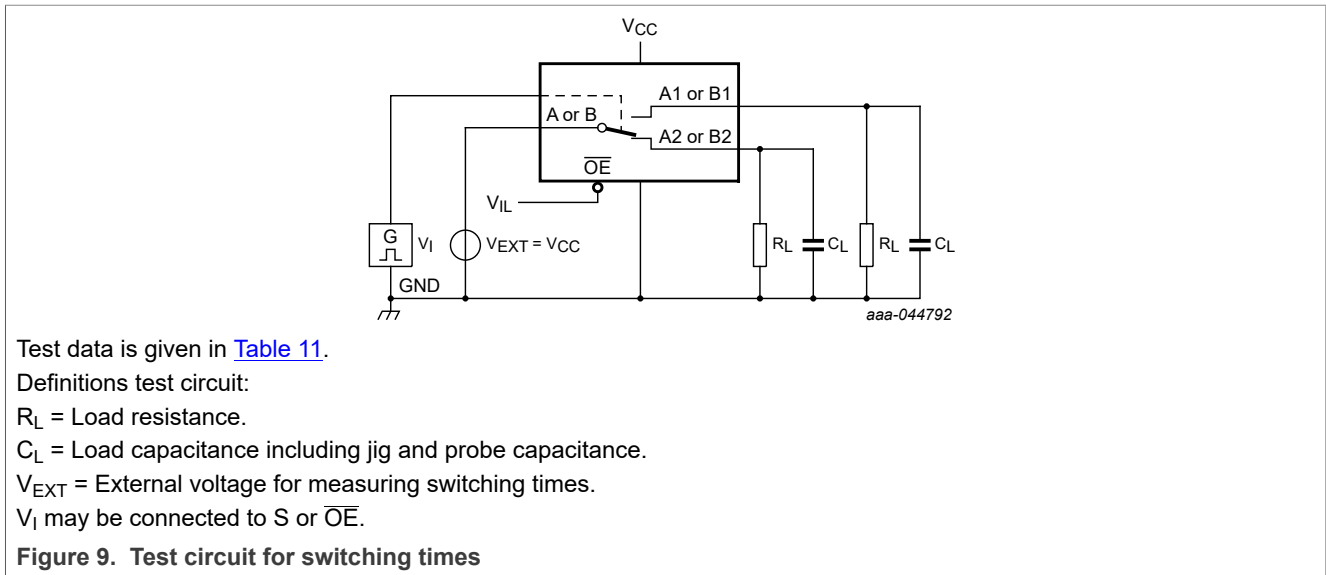 VCC
A1 or B1
A or B
A2 or B2
OE
VIL
G
VI
VEXT = VCC
RL
CL
RL
CL
GND
aaa-044792
Test data is given in Table 11.
Definitions test circuit:
RL = Load resistance.
CL = Load capacitance including jig and probe capacitance.
VEXT = External voltage for measuring switching times.
VI may be connected to S or OE.
Figure 9. Test circuit for switching times